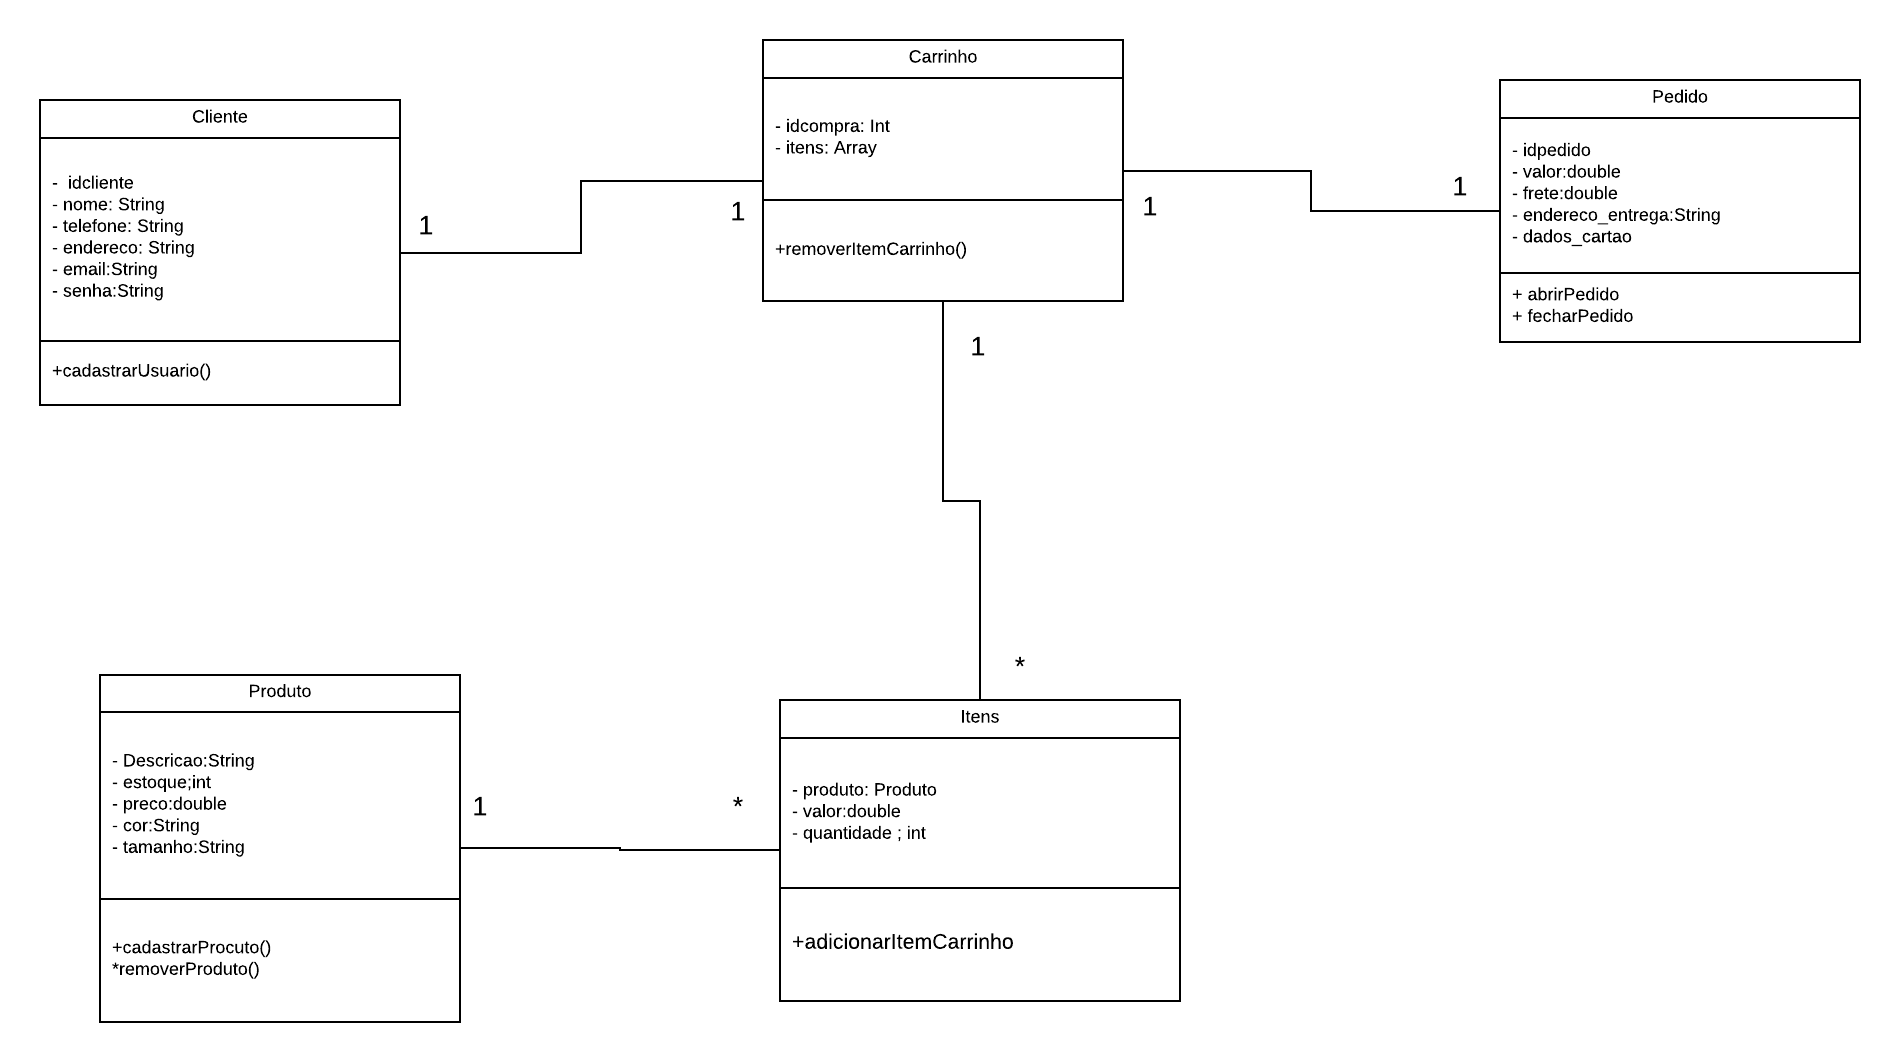 Carrinho
- idcompra: Int
- itens: Array
+removerItemCarrinho()
Cliente
-  idcliente
- nome: String
- telefone: String
- endereco: String
- email:String
- senha:String
+cadastrarUsuario()
1
1
1
1
Pedido
- idpedido
- valor:double
- frete:double
- endereco_entrega:String
- dados_cartao
+ abrirPedido
+ fecharPedido
1
*
Produto
- Descricao:String
- estoque;int
- preco:double
- cor:String
- tamanho:String
+cadastrarProcuto()
*removerProduto()
1
*
Itens
- produto: Produto
- valor:double
- quantidade ; int
+adicionarItemCarrinho